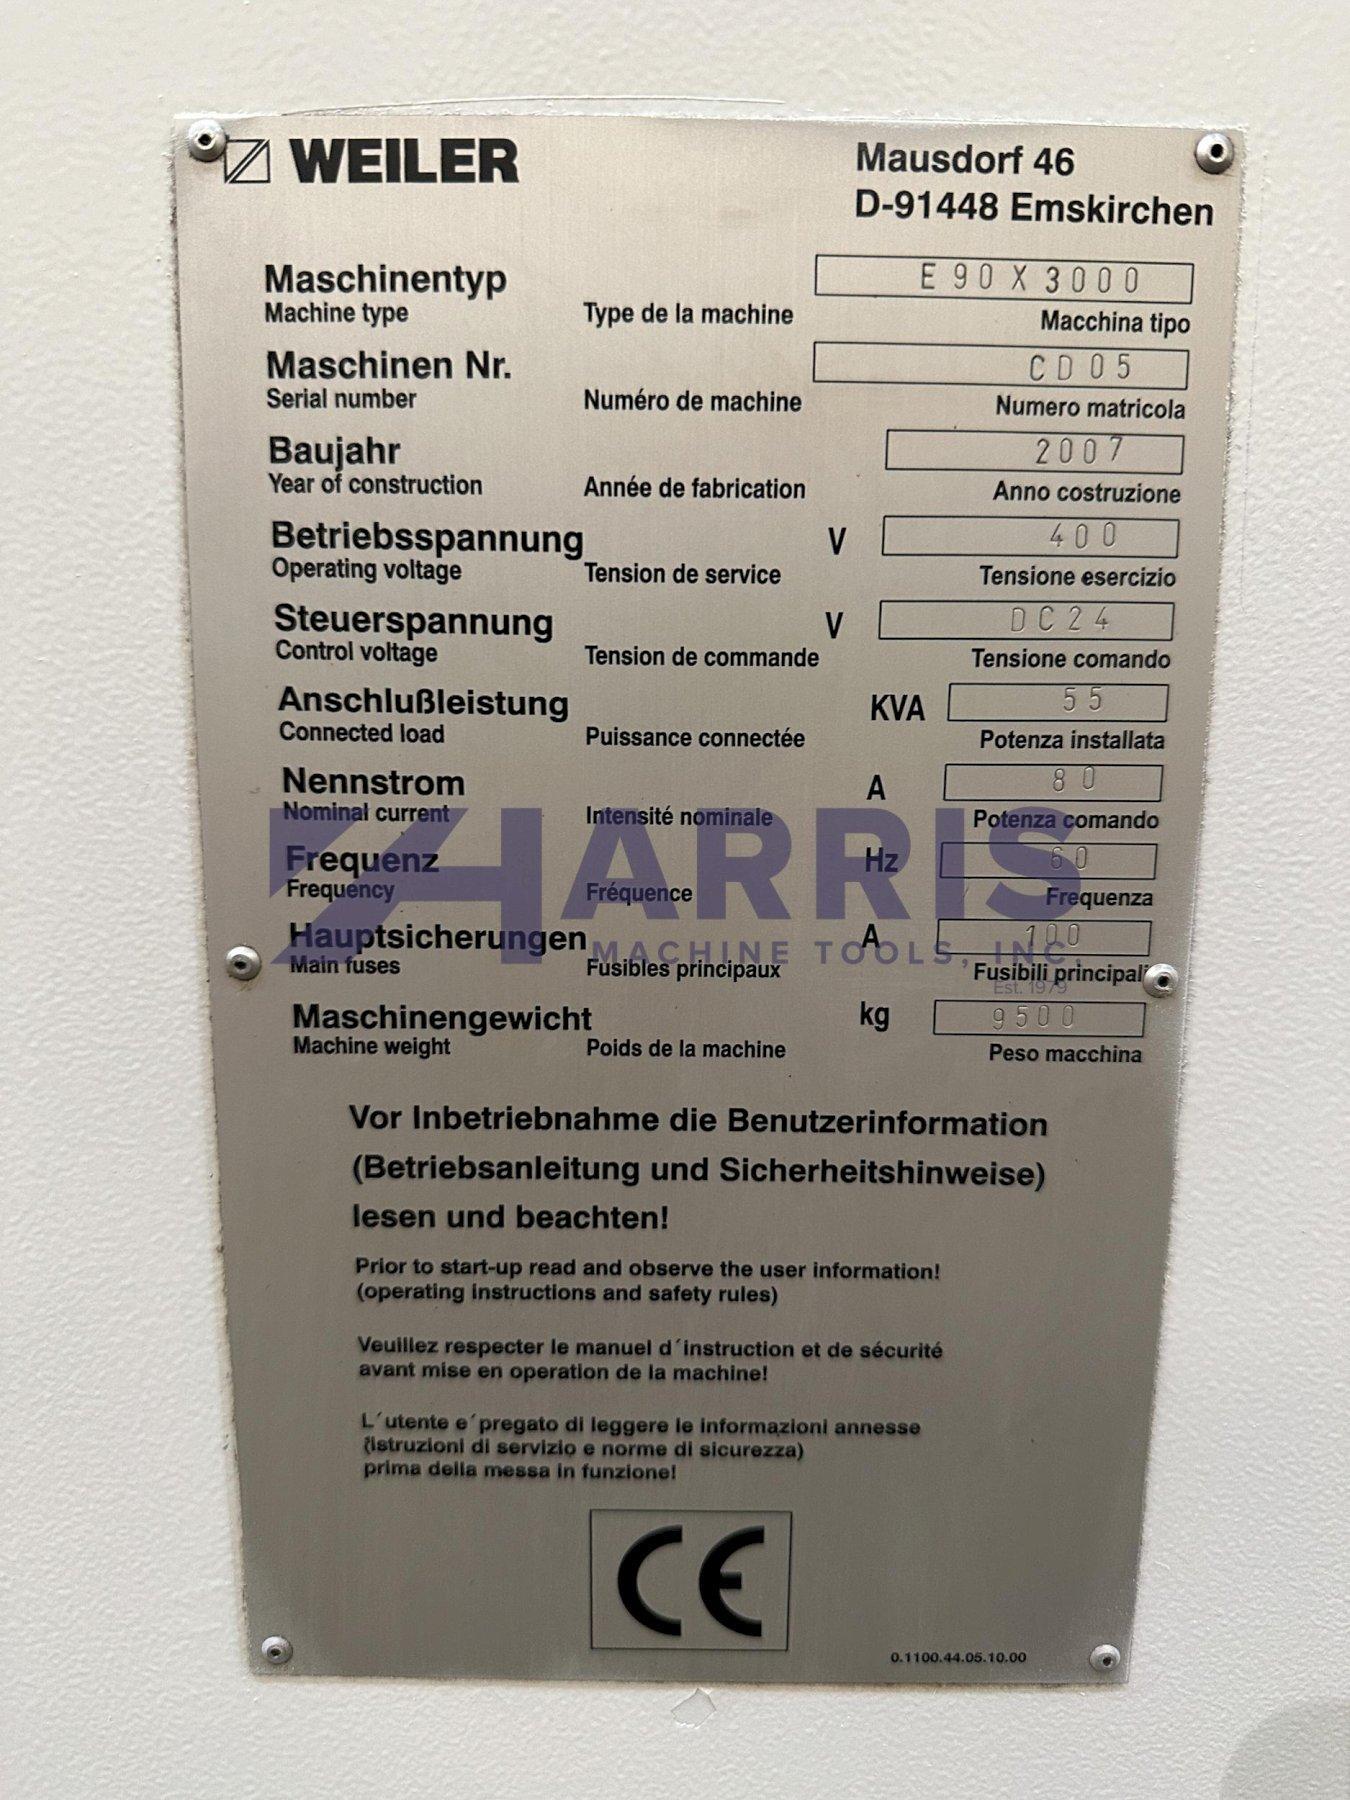 WEILER
Mausdorf 46
D-91448 Emskirchen
Maschinentyp E90X3000
Machine type Type de la machine Macchina tipo
Maschinen Nr. CD05
Serial number Numéro de machine Numero matricola
Baujahr 2007
Year of construction Année de fabrication Anno costruzione
Betriebsspannung V 400
Operating voltage Tension de service Tensione esercizio
Steuerspannung V DC24
Control voltage Tension de commande Tensione comando
Anschlußleistung KVA 55
Connected load Puissance connectée Potenza installata
Nennstrom A 80
Nominal current Intensité nominale Potenza comando
Frequenz Hz 60
Frequency Fréquence Frequenza
Hauptsicherungen A 100
Main fuses Fusibles principaux Fusibili principali
Maschinengewicht kg 9500
Machine weight Poids de la machine Peso macchina
HARRIS
MACHINE TOOLS, INC.
Est. 1979
Vor Inbetriebnahme die Benutzerinformation
(Betriebsanleitung und Sicherheitshinweise)
lesen und beachten!
Prior to start-up read and observe the user information!
(operating instructions and safety rules)
Veuillez respecter le manuel d´instruction et de sécurité
avant mise en operation de la machine!
L´utente e´pregato di leggere le informazioni annesse
(istruzioni di servizio e norme di sicurezza)
prima della messa in funzione!
CE
0.1100.44.05.10.00